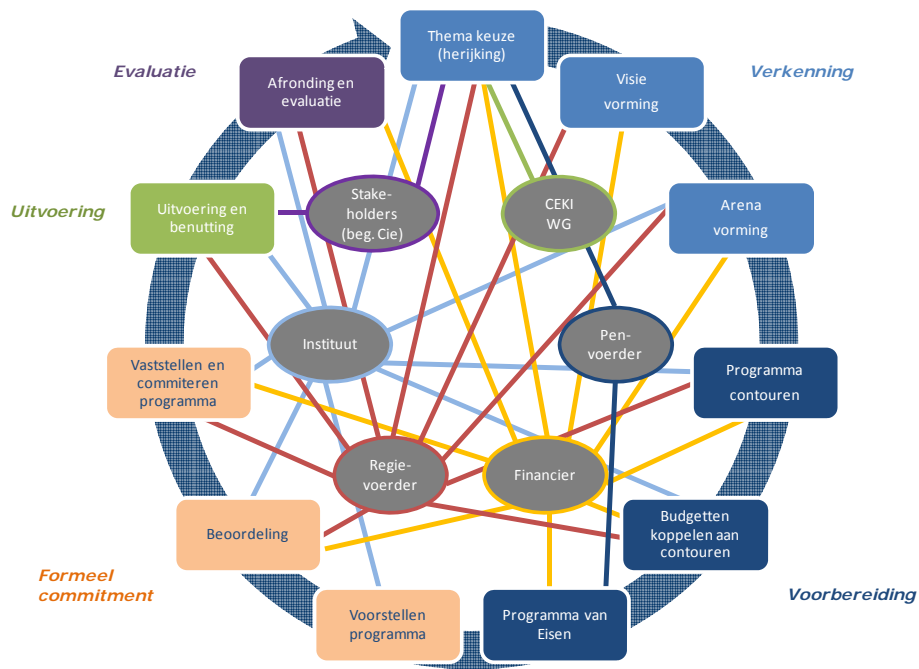 Thema keuze
(herijking)
Evaluatie
Verkenning
Afronding en
evaluatie
Visie
vorming
Stake-
holders
(beg. Cie)
CEKI
WG
Uitvoering
Uitvoering en
benutting
Arena
vorming
Instituut
Pen-
voerder
Vaststellen en
commiteren
programma
Programma
contouren
Regie-
voerder
Financier
Beoordeling
Budgetten
koppelen aan
contouren
Formeel
commitment
Voorbereiding
Voorstellen
programma
Programma van
Eisen